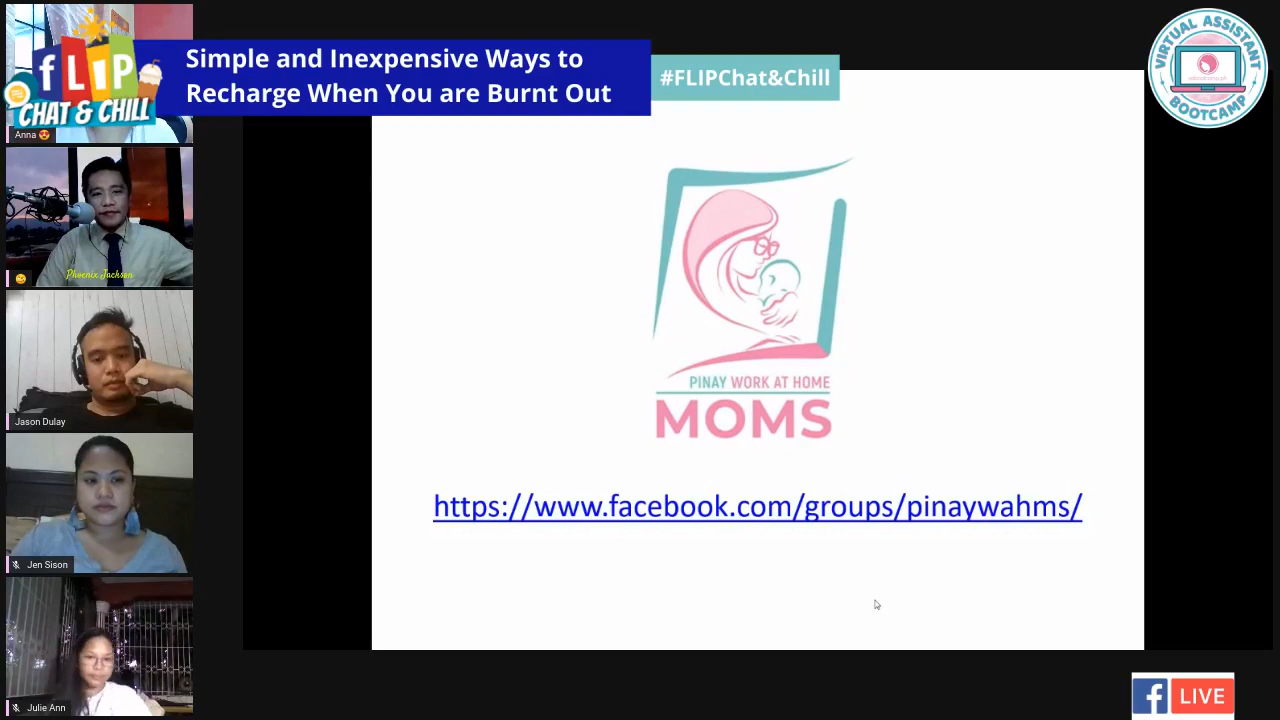 fLIP
CHAT & CHILL
Simple and Inexpensive Ways to
Recharge When You are Burnt Out
#FLIPChat&Chill
VIRTUAL ASSISTANT
BOOTCAMP
Anna 😍
Phoenix Jackson
Jason Dulay
Jen Sison
Julie Ann
PINAY WORK AT HOME
MOMS
https://www.facebook.com/groups/pinaywahms/
f LIVE